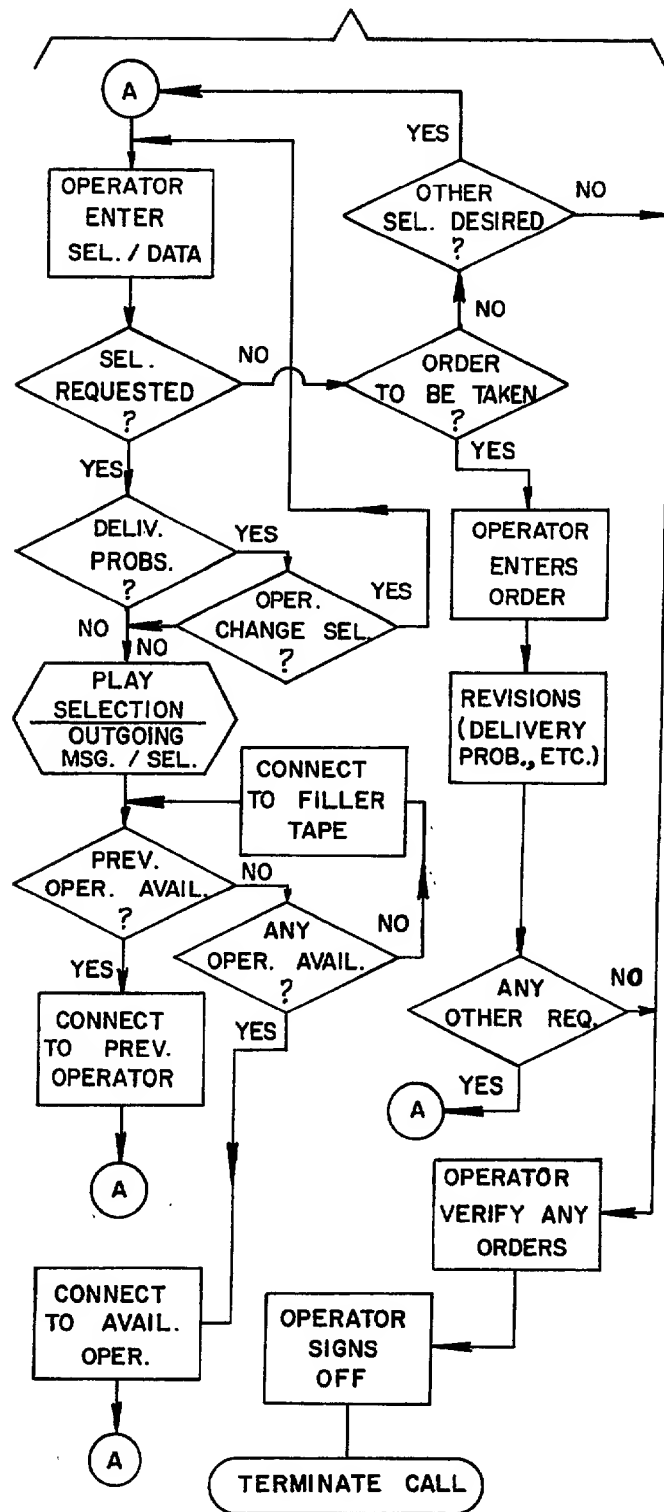 A
OPERATOR
ENTER
SEL. / DATA
SEL.
REQUESTED
?
NO
YES
DELIV.
PROBS.
?
YES
NO
OPER.
CHANGE SEL.
?
YES
NO
PLAY
SELECTION
OUTGOING
MSG. / SEL.
CONNECT
TO FILLER
TAPE
PREV.
OPER. AVAIL.
?
NO
YES
ANY
OPER. AVAIL.
?
NO
YES
CONNECT
TO PREV.
OPERATOR
A
CONNECT
TO AVAIL.
OPER.
A
YES
OTHER
SEL. DESIRED
?
NO
NO
ORDER
TO BE TAKEN
?
YES
OPERATOR
ENTERS
ORDER
REVISIONS
(DELIVERY
PROB., ETC.)
ANY
OTHER REQ.
NO
YES
A
OPERATOR
VERIFY ANY
ORDERS
OPERATOR
SIGNS
OFF
TERMINATE CALL